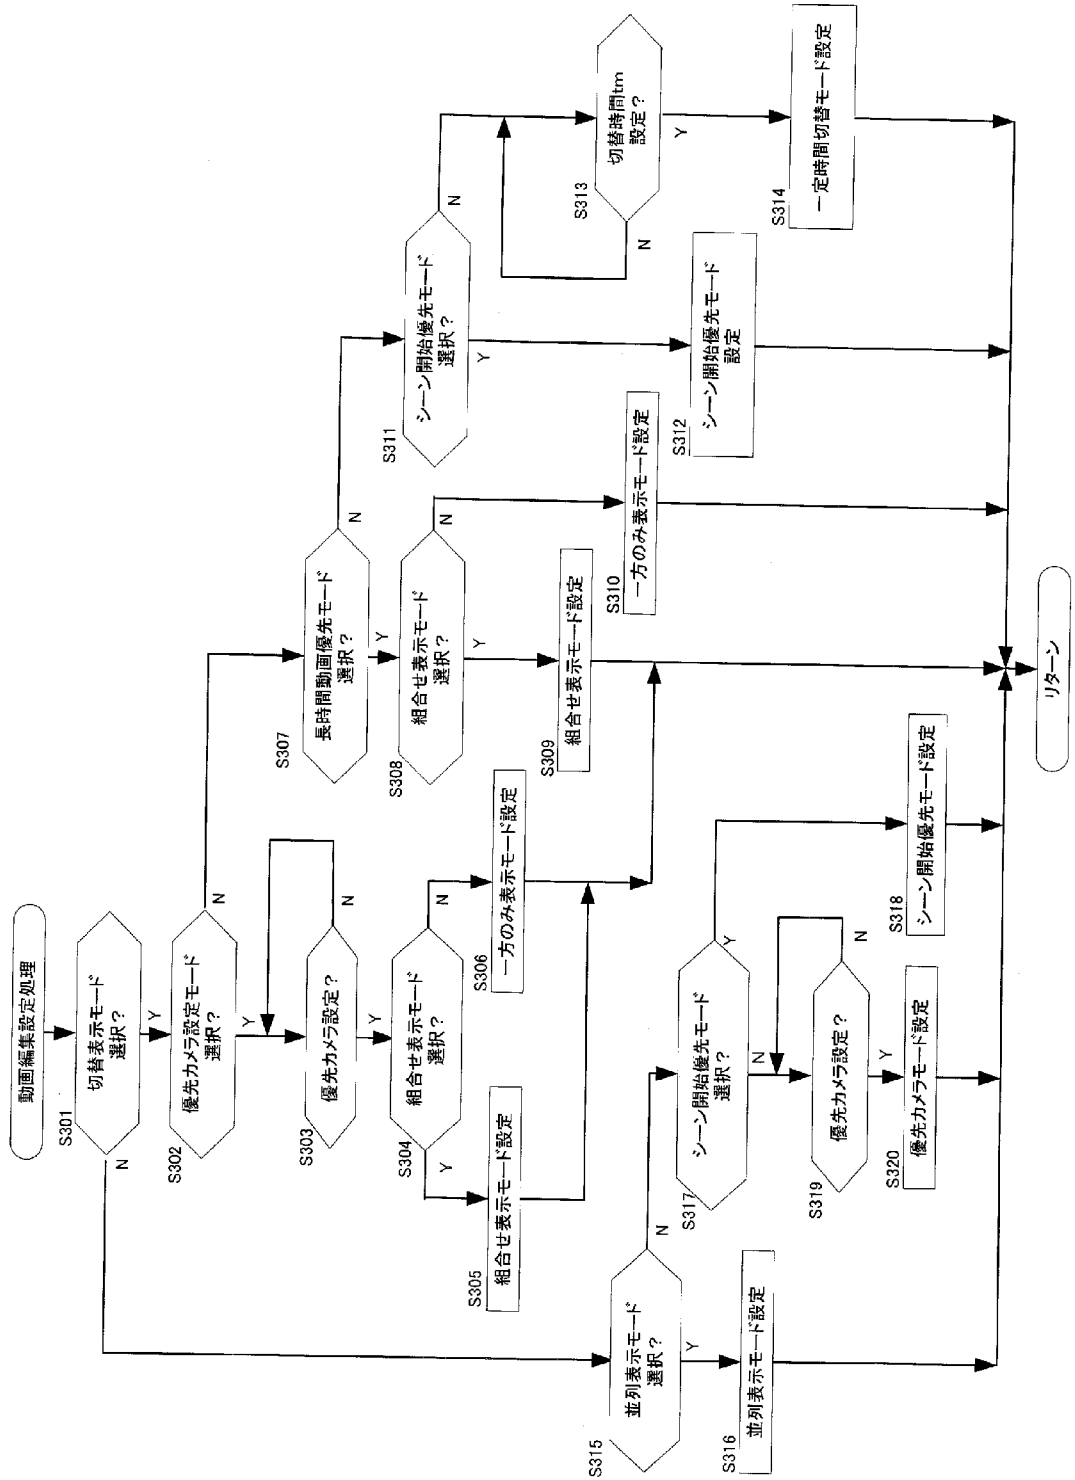 動画編集設定処理
S301
切替表示モード
選択?
N
Y
S302
優先カメラ設定モード
選択?
N
Y
S303
優先カメラ設定?
N
Y
S304
組合せ表示モード
選択?
Y
N
S305
組合せ表示モード設定
S306
一方のみ表示モード設定
S307
長時間動画優先モード
選択?
N
Y
S308
組合せ表示モード
選択?
N
Y
S309
組合せ表示モード設定
S310
一方のみ表示モード設定
S311
シーン開始優先モード
選択?
N
Y
S312
シーン開始優先モード
設定
S313
切替時間tm
設定?
N
Y
S314
一定時間切替モード設定
S315
並列表示モード
選択?
N
Y
S316
並列表示モード設定
S317
シーン開始優先モード
選択?
Y
N
S318
シーン開始優先モード設定
S319
優先カメラ設定?
N
Y
S320
優先カメラモード設定
リターン